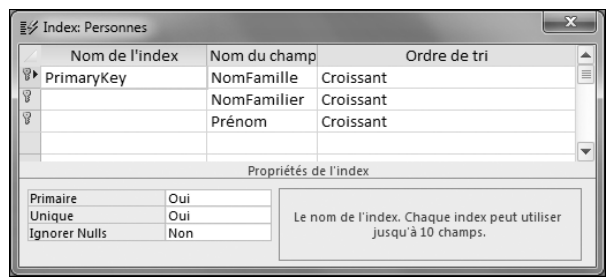 Index: Personnes
Nom de l'index Nom du champ Ordre de tri
PrimaryKey NomFamille Croissant
NomFamilier Croissant
Prénom Croissant
Propriétés de l'index
Primaire Oui
Unique Oui
Ignorer Nulls Non
Le nom de l'index. Chaque index peut utiliser
jusqu'à 10 champs.